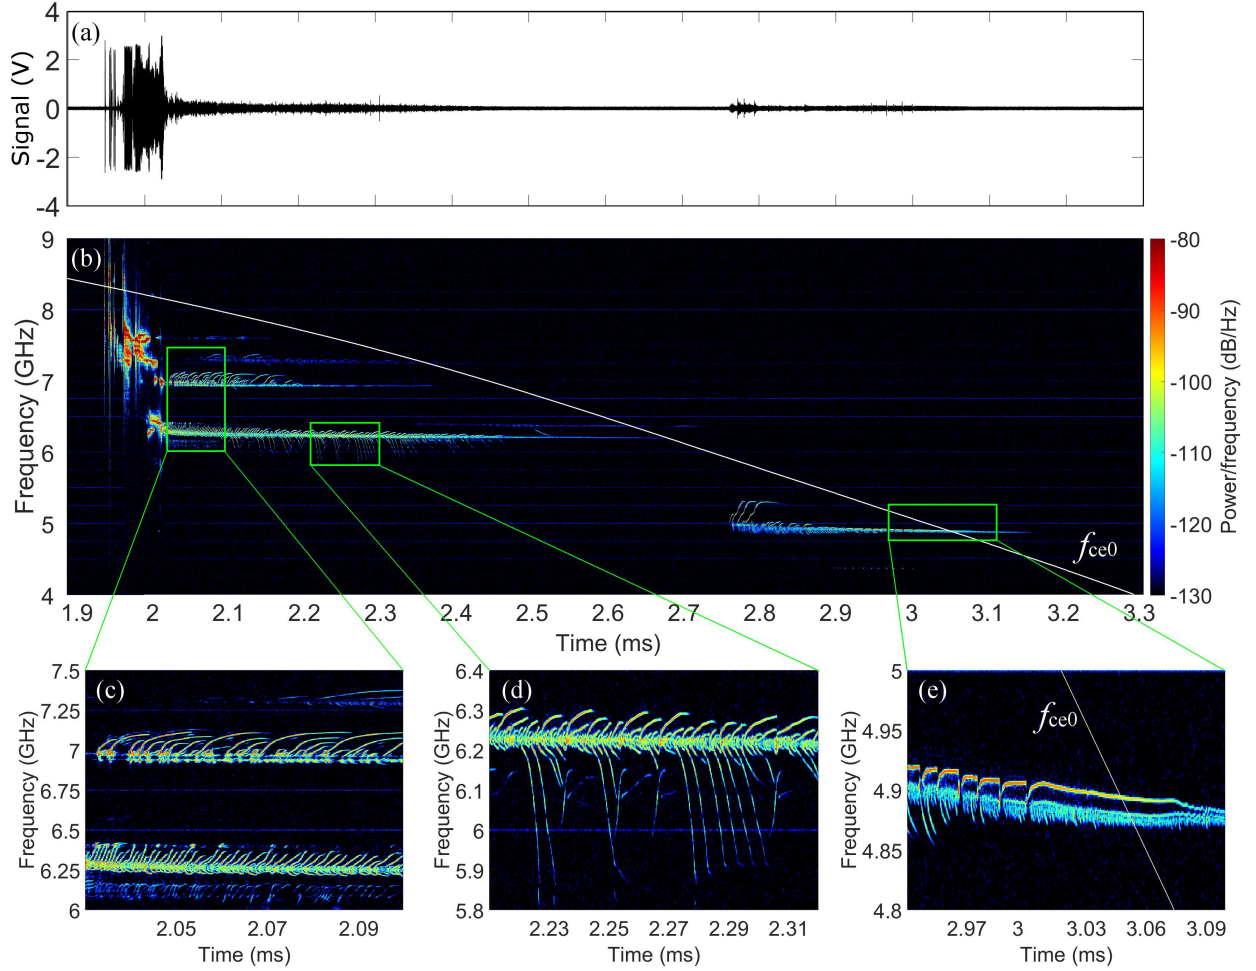 (a)
Signal (V)
4
2
0
-2
-4
(b)
Frequency (GHz)
9
8
7
6
5
4
fce0
1.9 2 2.1 2.2 2.3 2.4 2.5 2.6 2.7 2.8 2.9 3 3.1 3.2 3.3
Time (ms)
-80
-90
-100
-110
-120
-130
Power/frequency (dB/Hz)
(c)
Frequency (GHz)
7.5
7.25
7
6.75
6.5
6.25
6
2.05 2.07 2.09
Time (ms)
(d)
Frequency (GHz)
6.4
6.3
6.2
6.1
6
5.9
5.8
2.23 2.25 2.27 2.29 2.31
Time (ms)
(e)
Frequency (GHz)
5
4.95
4.9
4.85
4.8
fce0
2.97 3 3.03 3.06 3.09
Time (ms)